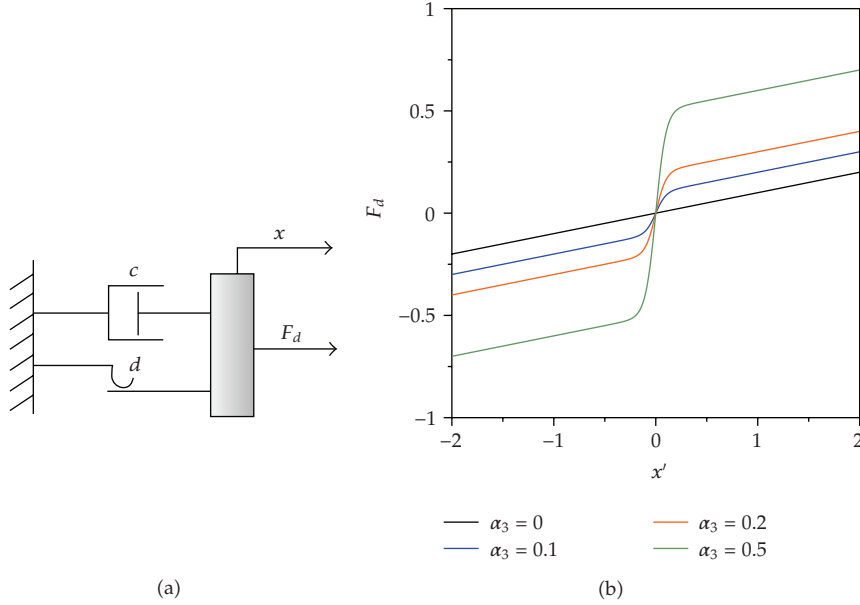 x
c
F_d
d
1
0.5
0
−0.5
−1
F_d
−2
−1
0
1
2
x′
α₃ = 0
α₃ = 0.2
α₃ = 0.1
α₃ = 0.5
(a)
(b)